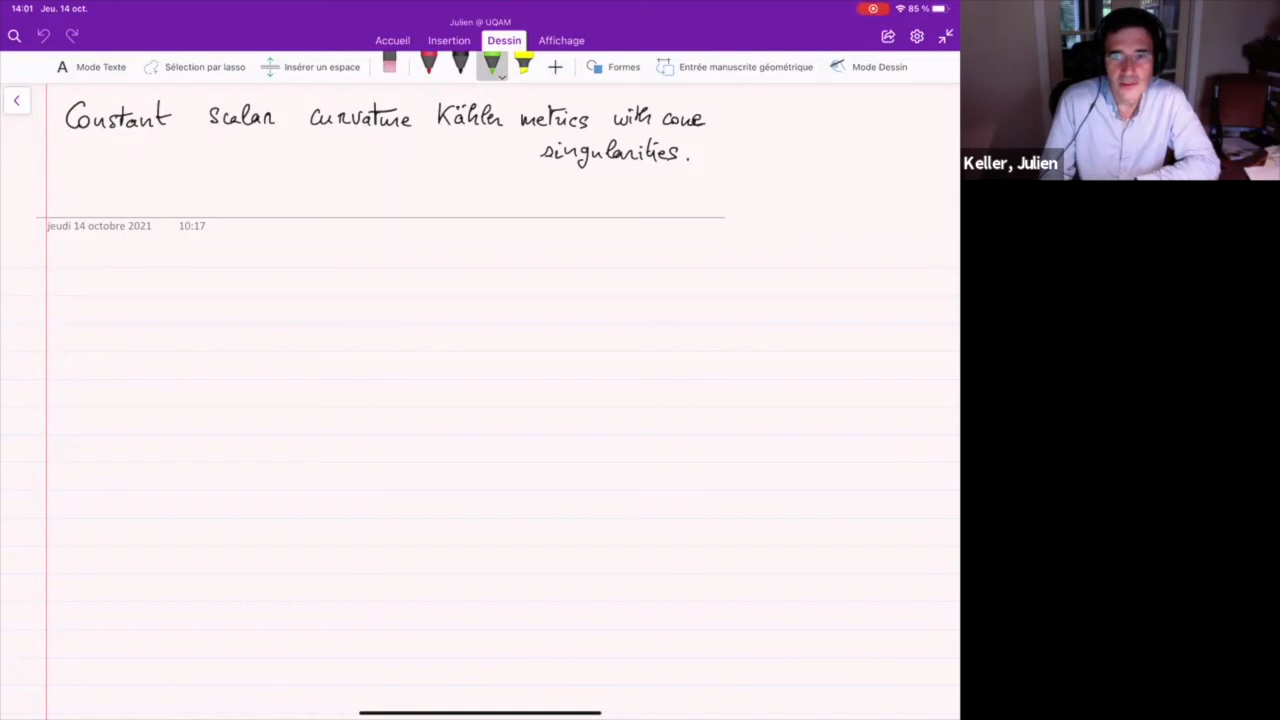 14:01 Jeu. 14 oct.
85 %
Julien @ UQAM
Accueil Insertion Dessin Affichage
A Mode Texte Sélection par lasso Insérer un espace Formes Entrée manuscrite géométrique Mode Dessin
Constant scalar curvature Kähler metrics with cone
singularities.
jeudi 14 octobre 2021 10:17
Keller, Julien